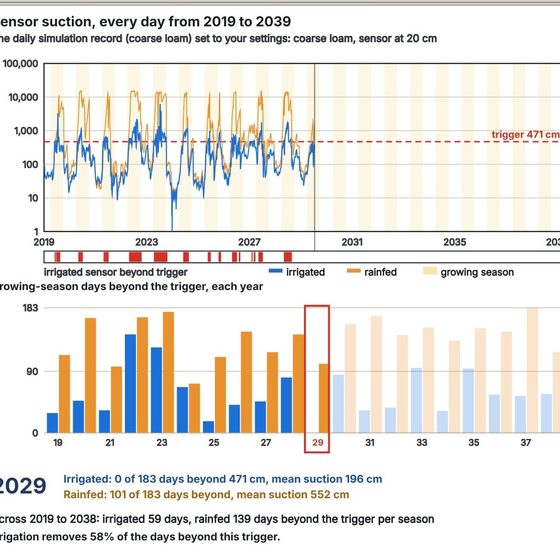 ensor suction, every day from 2019 to 2039
ne daily simulation record (coarse loam) set to your settings: coarse loam, sensor at 20 cm
100,000
10,000
1,000
100
10
1
trigger 471 cm
2019 2023 2027 2031 2035 203
Irrigated sensor beyond trigger
irrigated rainfed growing season
rowing-season days beyond the trigger, each year
183
90
0
19 21 23 25 27 29 31 33 35 37
2029
Irrigated: 0 of 183 days beyond 471 cm, mean suction 196 cm
Rainfed: 101 of 183 days beyond, mean suction 552 cm
cross 2019 to 2038: irrigated 59 days, rainfed 139 days beyond the trigger per season
rrigation removes 58% of the days beyond this trigger.